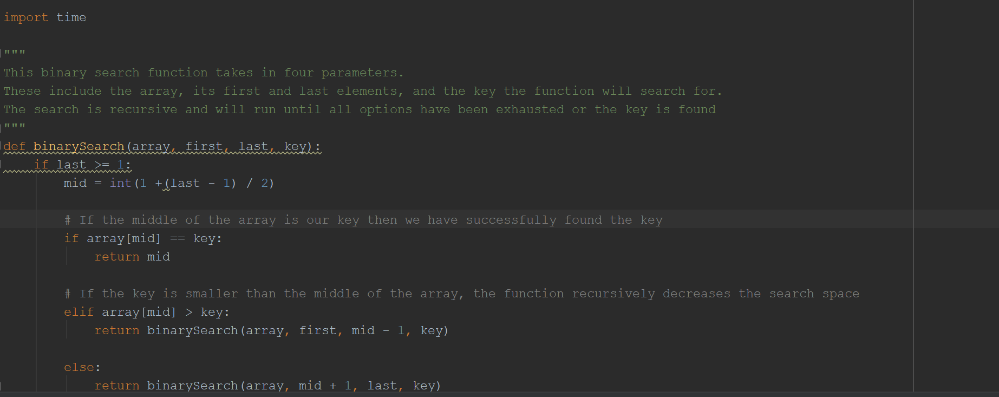 import time
"""
This binary search function takes in four parameters.
These include the array, its first and last elements, and the key the function will search for.
The search is recursive and will run until all options have been exhausted or the key is found
"""
def binarySearch(array, first, last, key):
    if last >= 1:
        mid = int(1 +(last - 1) / 2)
        # If the middle of the array is our key then we have successfully found the key
        if array[mid] == key:
            return mid
        # If the key is smaller than the middle of the array, the function recursively decreases the search space
        elif array[mid] > key:
            return binarySearch(array, first, mid - 1, key)
        else:
            return binarySearch(array, mid + 1, last, key)